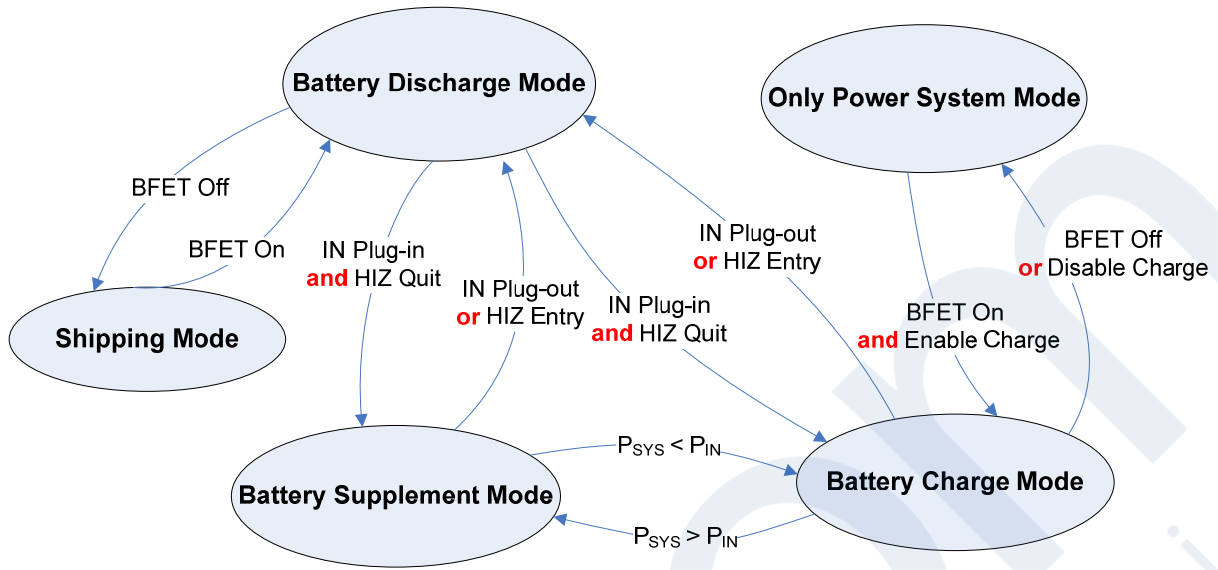 Battery Discharge Mode
Only Power System Mode
BFET Off
BFET On
IN Plug-in
and HIZ Quit
IN Plug-out
or HIZ Entry
IN Plug-in
and HIZ Quit
IN Plug-out
or HIZ Entry
BFET Off
or Disable Charge
BFET On
and Enable Charge
Shipping Mode
PSYS < PIN
Battery Supplement Mode
Battery Charge Mode
PSYS > PIN